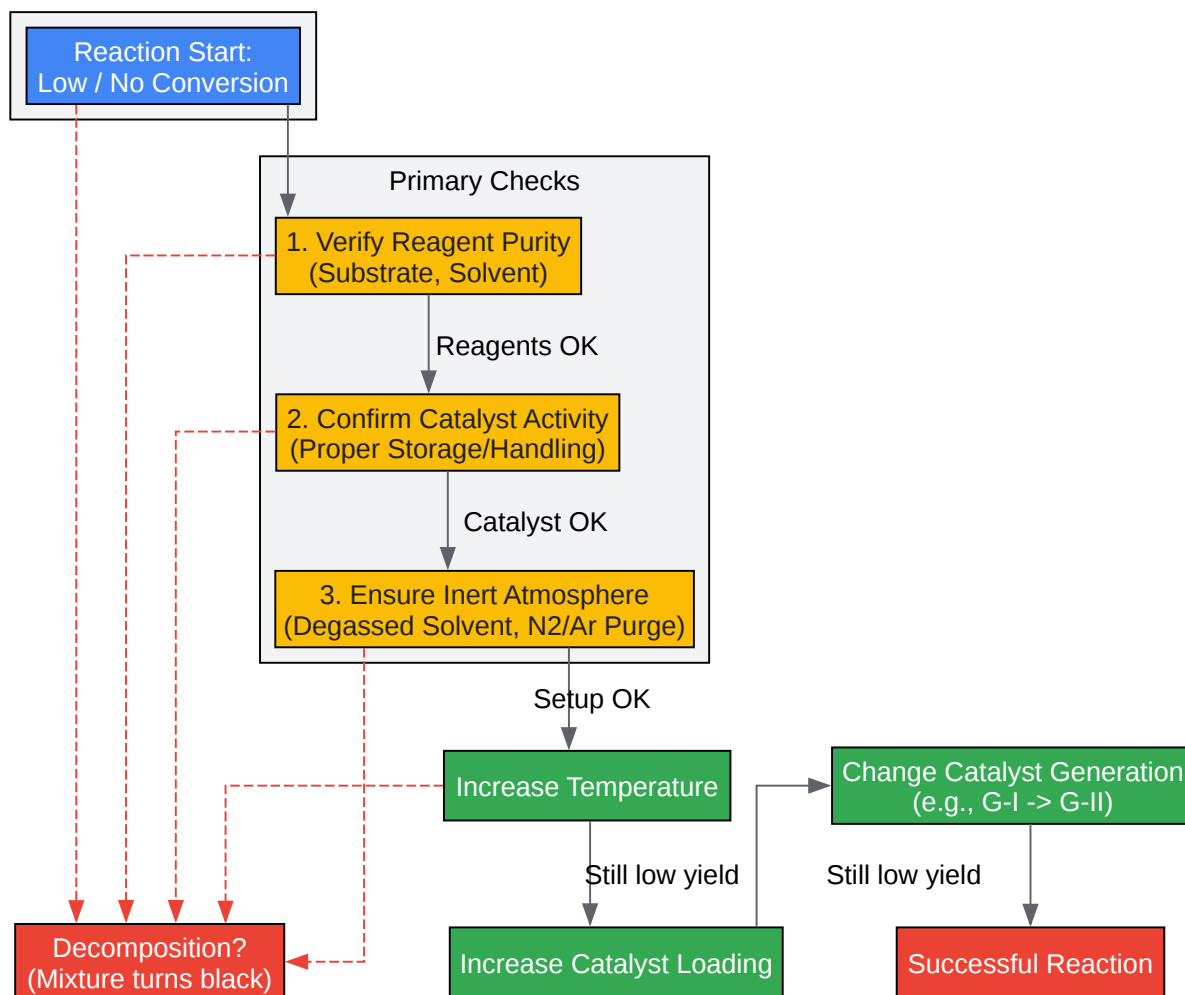 Reaction Start:
Low / No Conversion
Primary Checks
1. Verify Reagent Purity
(Substrate, Solvent)
Reagents OK
2. Confirm Catalyst Activity
(Proper Storage/Handling)
Catalyst OK
3. Ensure Inert Atmosphere
(Degassed Solvent, N2/Ar Purge)
Setup OK
Increase Temperature
Change Catalyst Generation
(e.g., G-I -> G-II)
Still low yield
Still low yield
Decomposition?
(Mixture turns black)
Increase Catalyst Loading
Successful Reaction